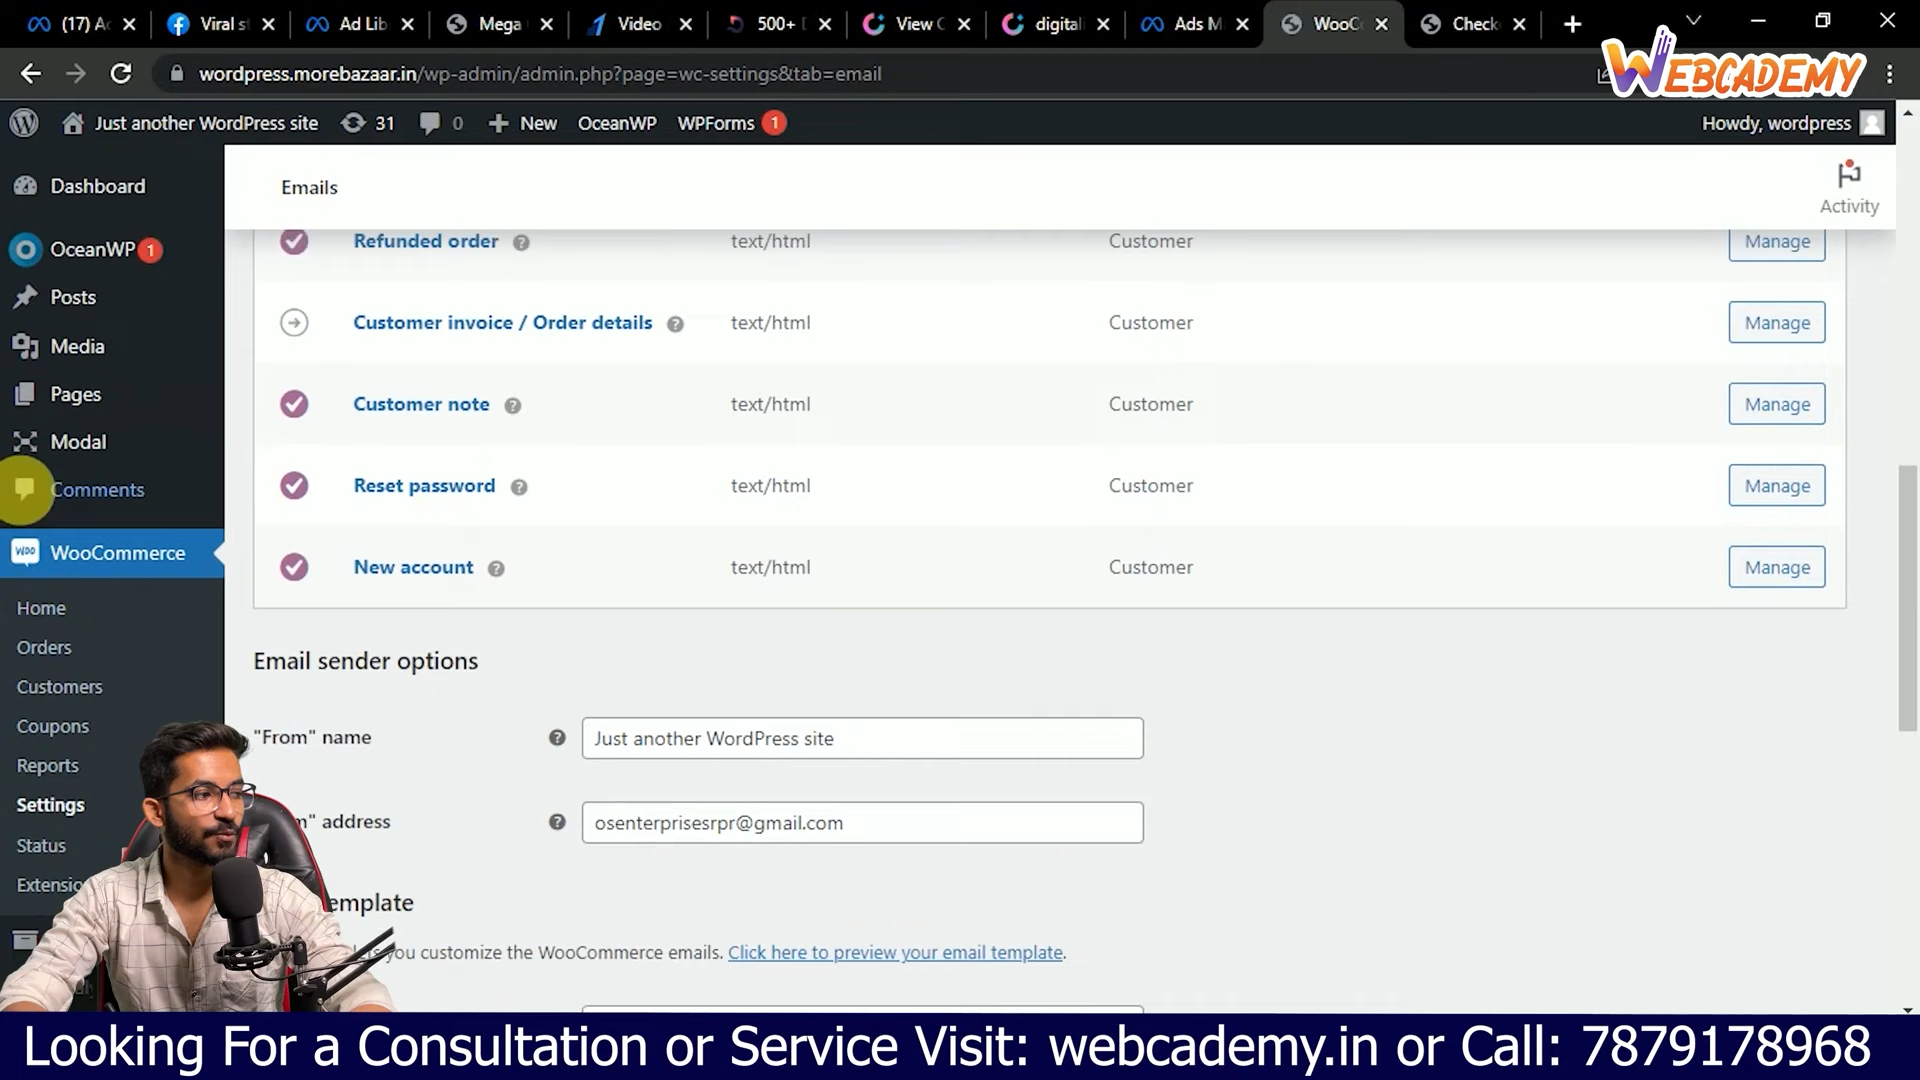 (17) A
Viral s
Ad Lib
Mega
Video
500+
View C
digital
Ads M
WooC
Check
wordpress.morebazaar.in/wp-admin/admin.php?page=wc-settings&tab=email
WEBCADEMY
Just another WordPress site
31
0
New
OceanWP
WPForms
1
Howdy, wordpress
Dashboard
OceanWP
1
Posts
Media
Pages
Modal
Comments
woo
WooCommerce
Home
Orders
Customers
Coupons
Reports
Settings
Status
Extensio
Emails
Activity
Refunded order text/html Customer Manage
Customer invoice / Order details text/html Customer Manage
Customer note text/html Customer Manage
Reset password text/html Customer Manage
New account text/html Customer Manage
Email sender options
"From" name
Just another WordPress site
" address
osenterprisesrpr@gmail.com
emplate
you customize the WooCommerce emails. Click here to preview your email template.
Looking For a Consultation or Service Visit: webcademy.in or Call: 7879178968